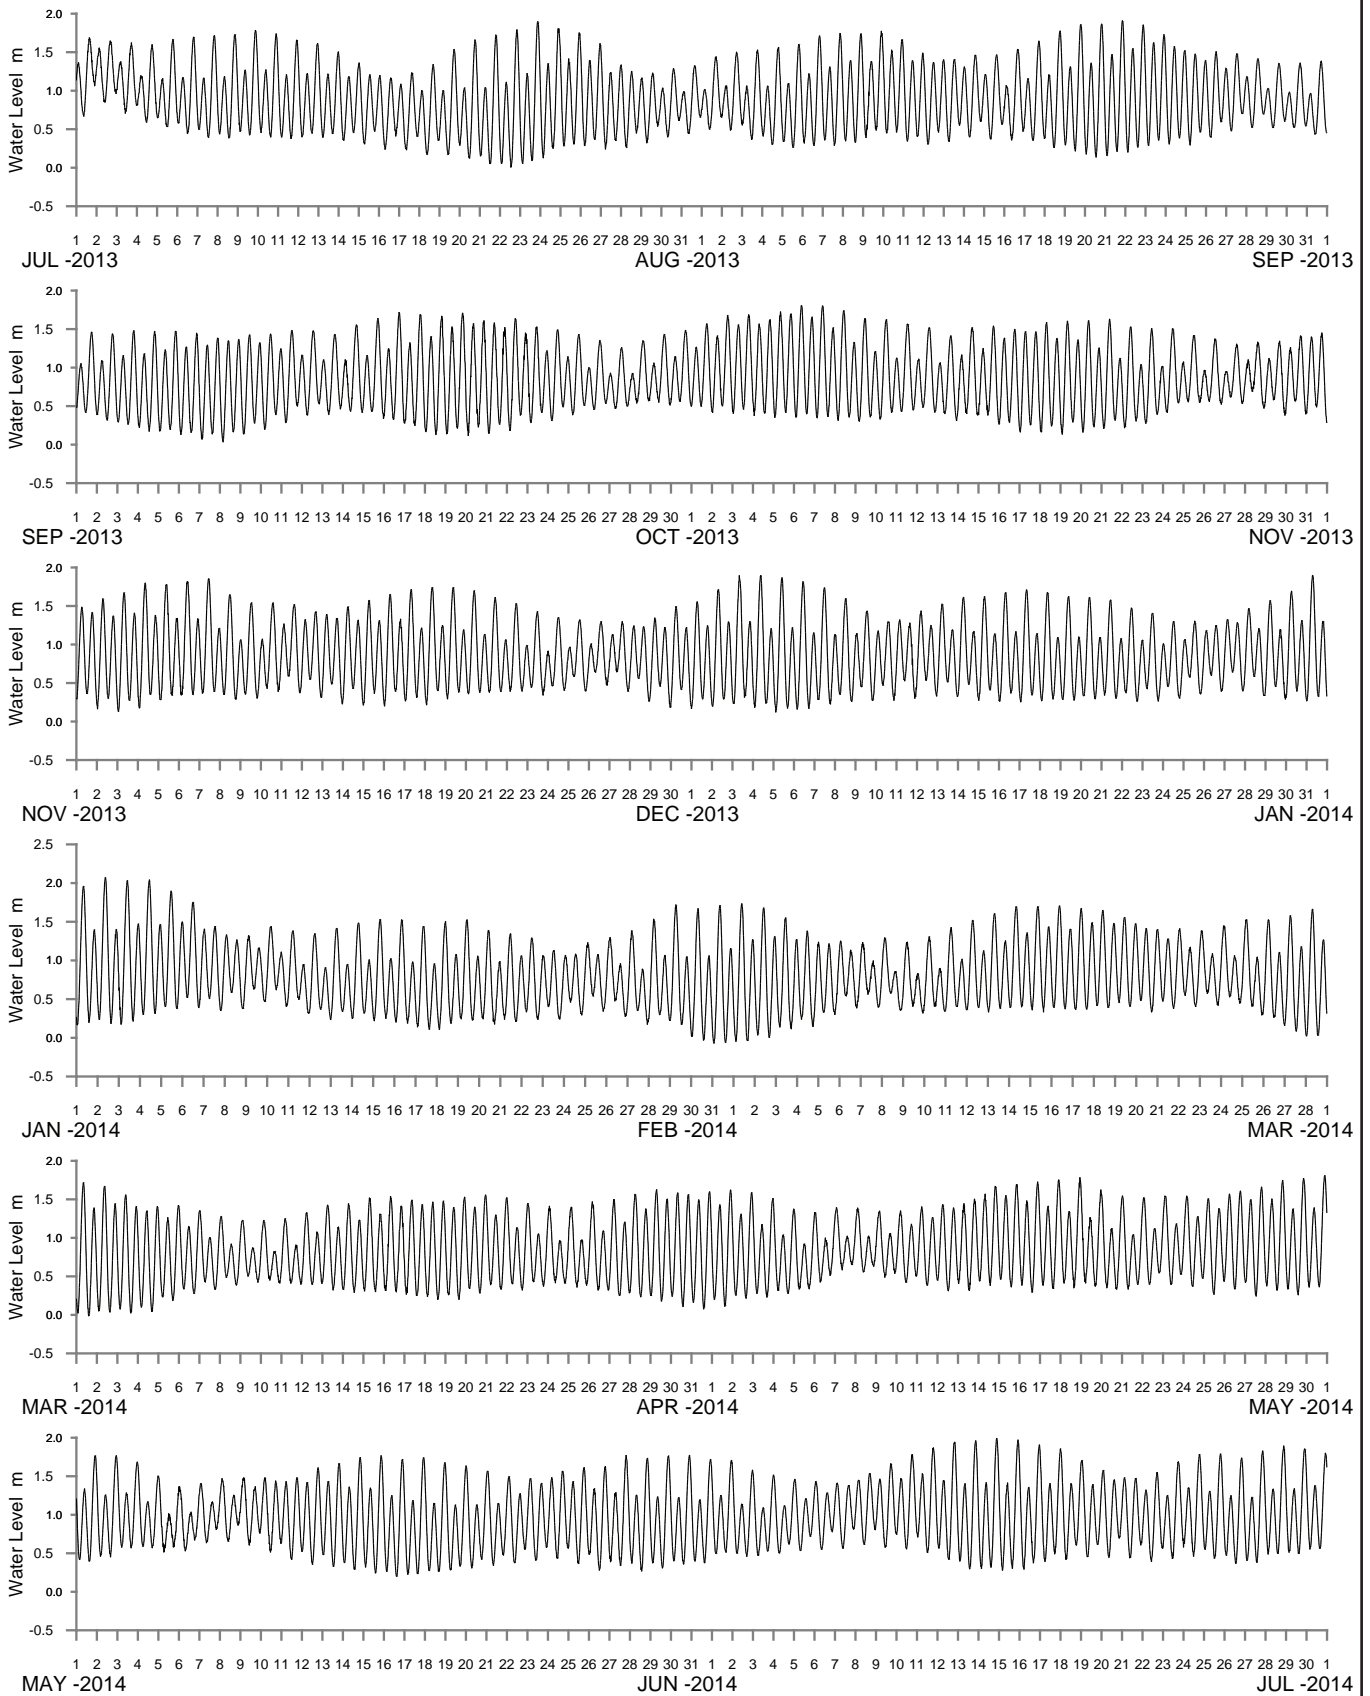 2.0
1.5
1.0
0.5
0.0
-0.5
Water Level m
1 2 3 4 5 6 7 8 9 10 11 12 13 14 15 16 17 18 19 20 21 22 23 24 25 26 27 28 29 30 31 1 2 3 4 5 6 7 8 9 10 11 12 13 14 15 16 17 18 19 20 21 22 23 24 25 26 27 28 29 30 31 1
JUL -2013 AUG -2013 SEP -2013
2.0
1.5
1.0
0.5
0.0
-0.5
Water Level m
1 2 3 4 5 6 7 8 9 10 11 12 13 14 15 16 17 18 19 20 21 22 23 24 25 26 27 28 29 30 1 2 3 4 5 6 7 8 9 10 11 12 13 14 15 16 17 18 19 20 21 22 23 24 25 26 27 28 29 30 31 1
SEP -2013 OCT -2013 NOV -2013
2.0
1.5
1.0
0.5
0.0
-0.5
Water Level m
1 2 3 4 5 6 7 8 9 10 11 12 13 14 15 16 17 18 19 20 21 22 23 24 25 26 27 28 29 30 1 2 3 4 5 6 7 8 9 10 11 12 13 14 15 16 17 18 19 20 21 22 23 24 25 26 27 28 29 30 31 1
NOV -2013 DEC -2013 JAN -2014
2.5
2.0
1.5
1.0
0.5
0.0
-0.5
Water Level m
1 2 3 4 5 6 7 8 9 10 11 12 13 14 15 16 17 18 19 20 21 22 23 24 25 26 27 28 29 30 31 1 2 3 4 5 6 7 8 9 10 11 12 13 14 15 16 17 18 19 20 21 22 23 24 25 26 27 28 1
JAN -2014 FEB -2014 MAR -2014
2.0
1.5
1.0
0.5
0.0
-0.5
Water Level m
1 2 3 4 5 6 7 8 9 10 11 12 13 14 15 16 17 18 19 20 21 22 23 24 25 26 27 28 29 30 31 1 2 3 4 5 6 7 8 9 10 11 12 13 14 15 16 17 18 19 20 21 22 23 24 25 26 27 28 29 30 1
MAR -2014 APR -2014 MAY -2014
2.0
1.5
1.0
0.5
0.0
-0.5
Water Level m
1 2 3 4 5 6 7 8 9 10 11 12 13 14 15 16 17 18 19 20 21 22 23 24 25 26 27 28 29 30 31 1 2 3 4 5 6 7 8 9 10 11 12 13 14 15 16 17 18 19 20 21 22 23 24 25 26 27 28 29 30 1
MAY -2014 JUN -2014 JUL -2014